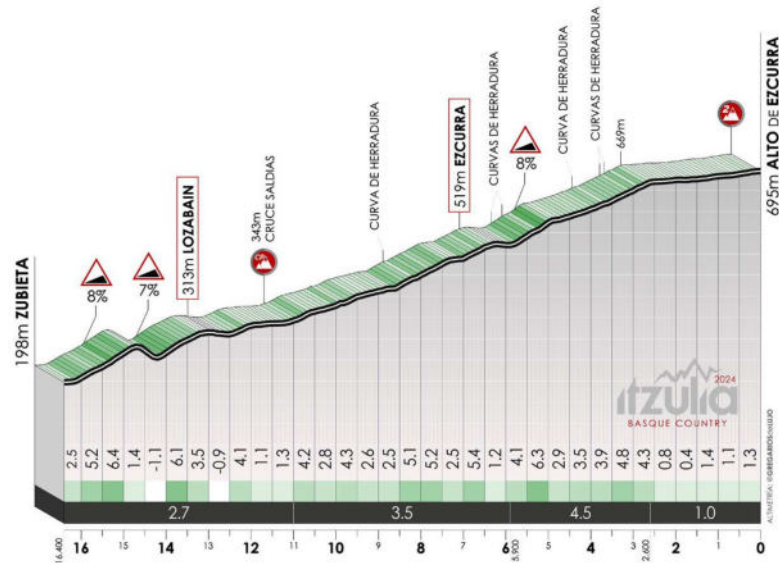 198m ZUBIETA
8%
7%
313m LOZABAIN
343m
CRUCE SALDIAS
CURVA DE HERRADURA
519m EZCURRA
CURVAS DE HERRADURA
8%
CURVA DE HERRADURA
CURVAS DE HERRADURA
669m
2ª
695m ALTO DE EZCURRA
itzulia
2024
BASQUE COUNTRY
2.5 5.2 6.4 1.4 -1.1 6.1 3.5 -0.9 4.1 1.1 1.3 4.2 2.8 4.3 2.6 2.5 5.1 5.2 2.5 5.4 1.2 4.1 6.3 2.9 3.5 3.9 4.8 4.3 0.8 0.4 1.4 1.1 1.3
2.7 3.5 4.5 1.0
16.400 16 15 14 13 12 11 10 9 8 7 6 5.900 5 4 3 2.600 2 1 0